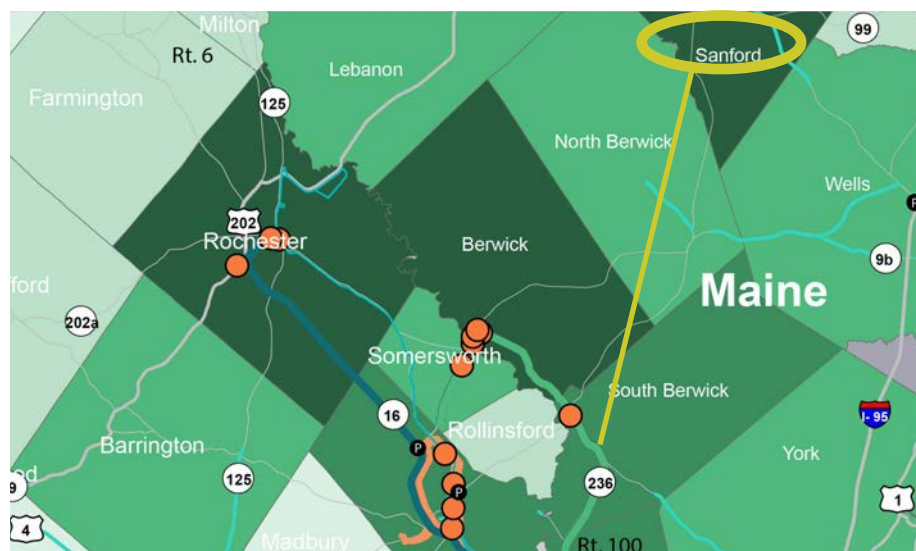 Milton
Rt. 6
99
Sanford
Lebanon
Farmington
125
North Berwick
Wells
P
202
Rochester
Berwick
9b
Maine
202a
Somersworth
South Berwick
16
I-95
Rollinsford
Barrington
P
York
P
125
236
1
9
4
Madbury
Rt. 100